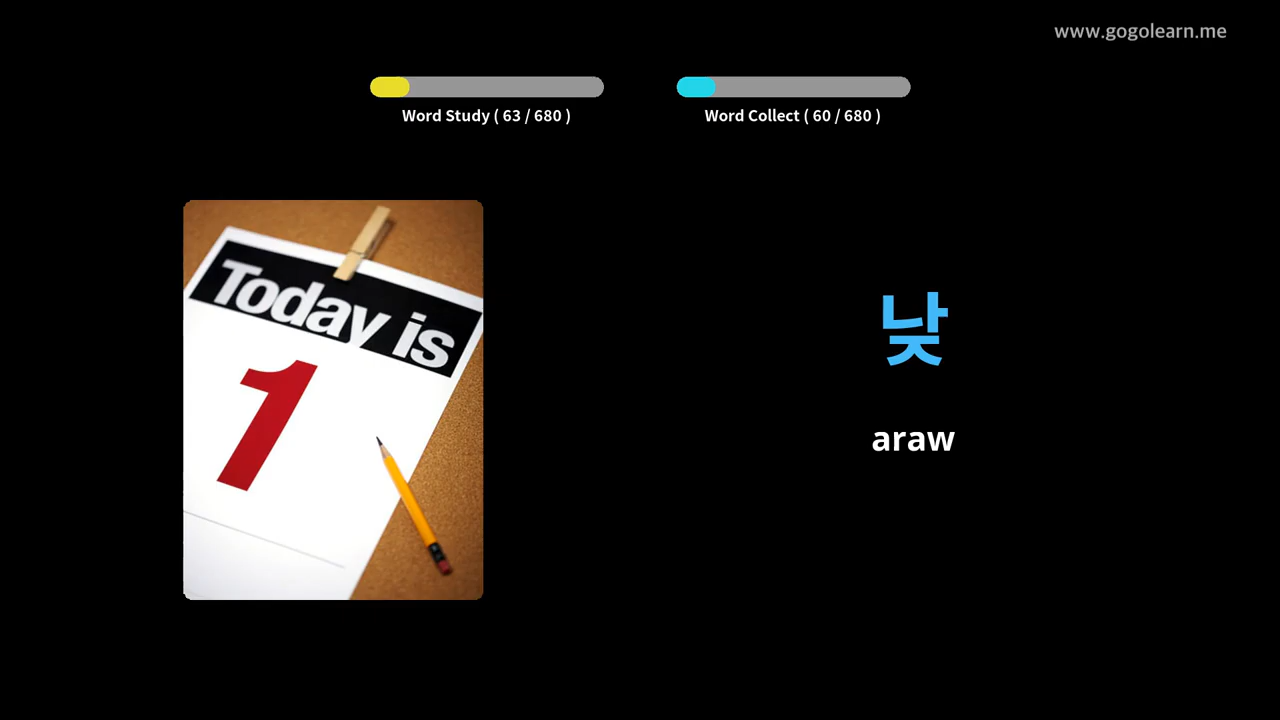 www.gogolearn.me
Word Study ( 63 / 680 )
Word Collect ( 60 / 680 )
Today is
1
낮
araw